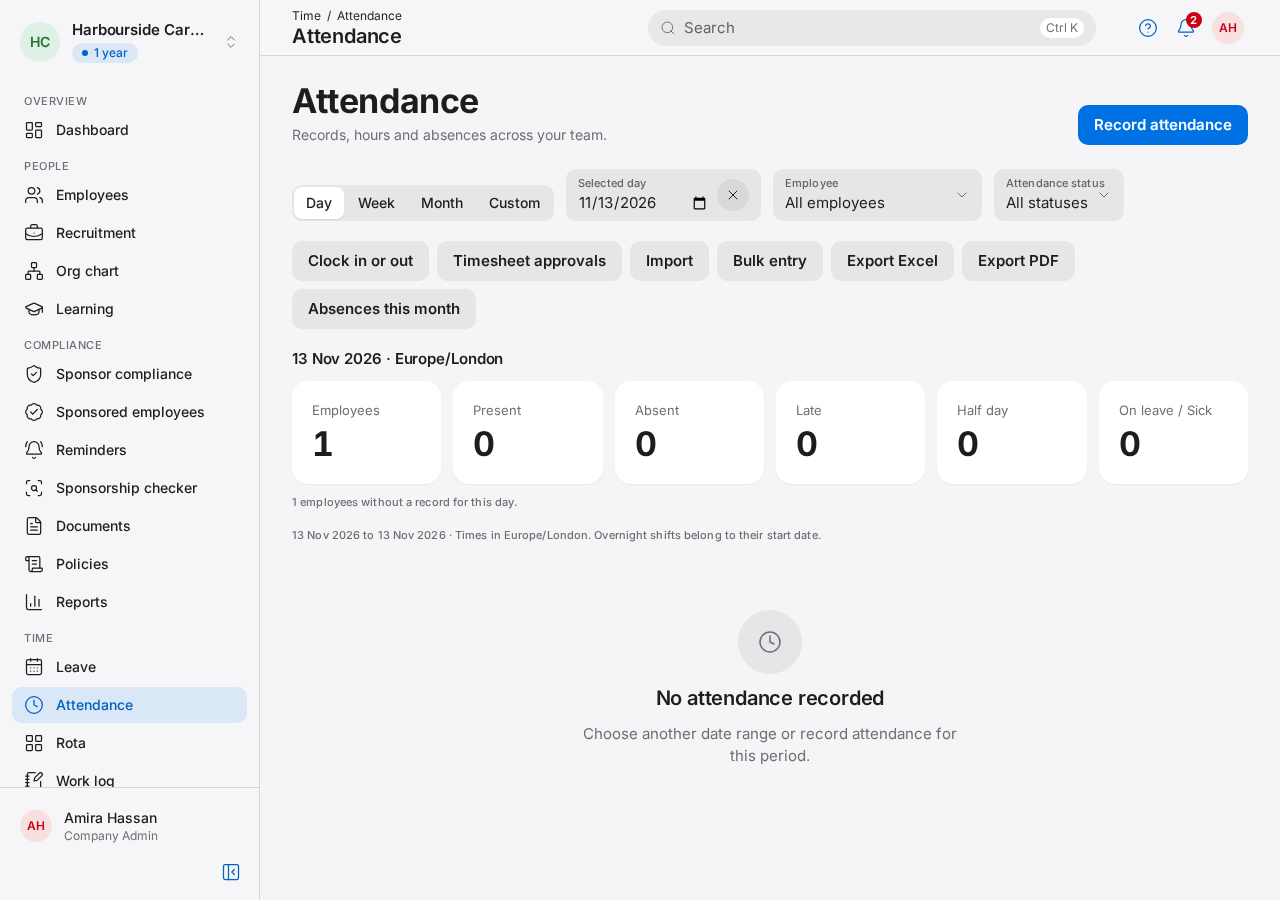 HC
Harbourside Car...
1 year
OVERVIEW
Dashboard
PEOPLE
Employees
Recruitment
Org chart
Learning
COMPLIANCE
Sponsor compliance
Sponsored employees
Reminders
Sponsorship checker
Documents
Policies
Reports
TIME
Leave
Attendance
Rota
Work log
AH
Amira Hassan
Company Admin
Time / Attendance
Attendance
Search
Ctrl K
2
AH
Attendance
Records, hours and absences across your team.
Record attendance
Day Week Month Custom
Selected day
11/13/2026
Employee
All employees
Attendance status
All statuses
Clock in or out
Timesheet approvals
Import
Bulk entry
Export Excel
Export PDF
Absences this month
13 Nov 2026 · Europe/London
Employees
1
Present
0
Absent
0
Late
0
Half day
0
On leave / Sick
0
1 employees without a record for this day.
13 Nov 2026 to 13 Nov 2026 · Times in Europe/London. Overnight shifts belong to their start date.
No attendance recorded
Choose another date range or record attendance for
this period.